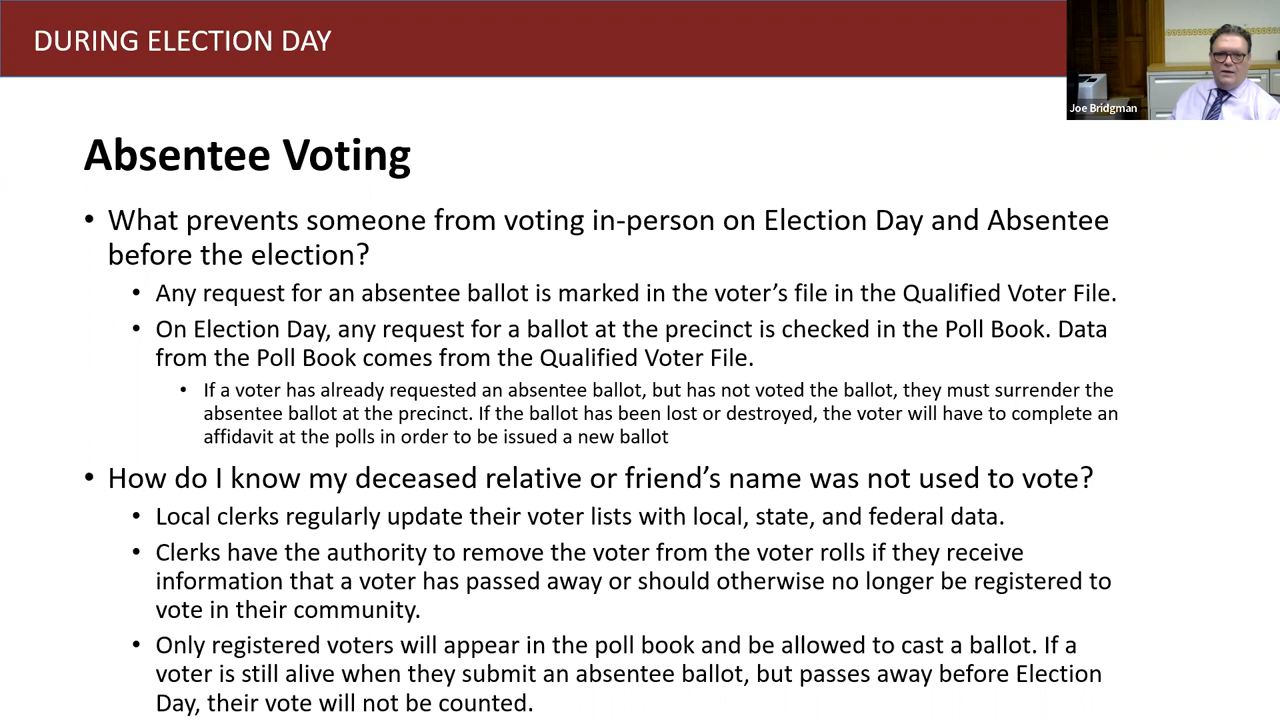 DURING ELECTION DAY
Joe Bridgman
Absentee Voting
• What prevents someone from voting in-person on Election Day and Absentee
before the election?
• Any request for an absentee ballot is marked in the voter’s file in the Qualified Voter File.
• On Election Day, any request for a ballot at the precinct is checked in the Poll Book. Data
from the Poll Book comes from the Qualified Voter File.
• If a voter has already requested an absentee ballot, but has not voted the ballot, they must surrender the
absentee ballot at the precinct. If the ballot has been lost or destroyed, the voter will have to complete an
affidavit at the polls in order to be issued a new ballot
• How do I know my deceased relative or friend’s name was not used to vote?
• Local clerks regularly update their voter lists with local, state, and federal data.
• Clerks have the authority to remove the voter from the voter rolls if they receive
information that a voter has passed away or should otherwise no longer be registered to
vote in their community.
• Only registered voters will appear in the poll book and be allowed to cast a ballot. If a
voter is still alive when they submit an absentee ballot, but passes away before Election
Day, their vote will not be counted.